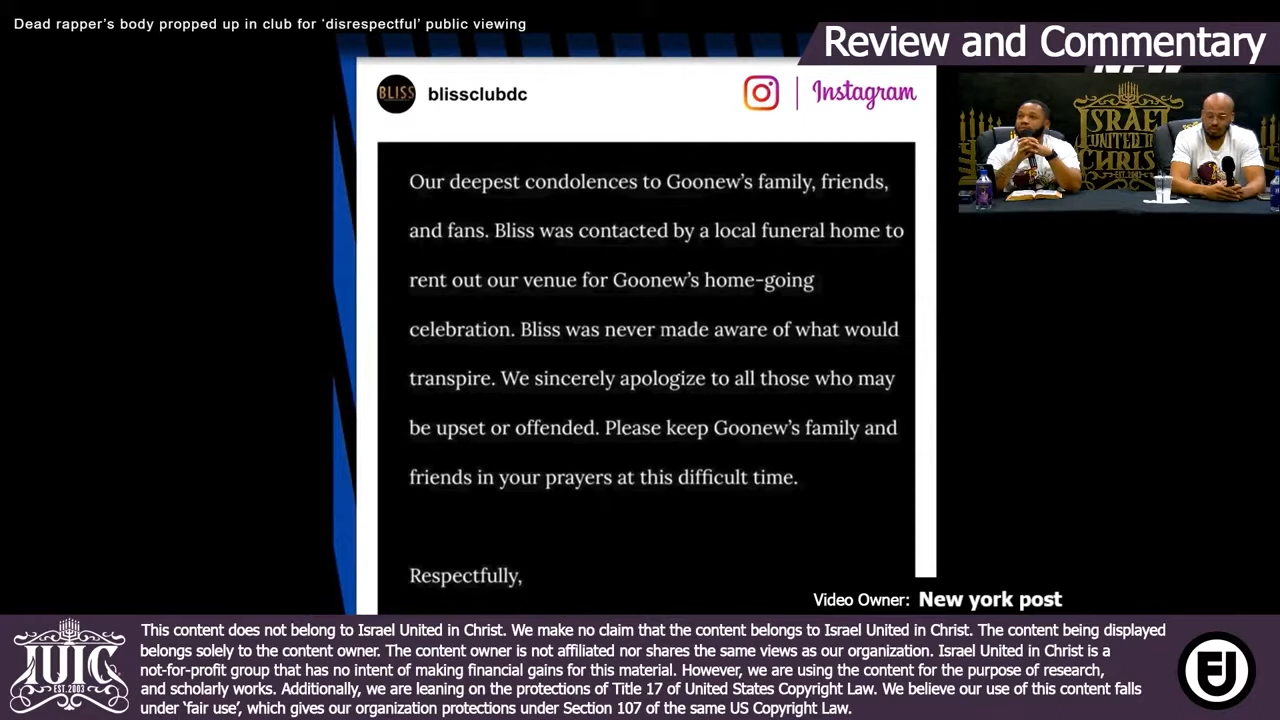 Dead rapper's body propped up in club for 'disrespectful' public viewing
Review and Commentary
BLISS
blissclubdc
Instagram
ISRAEL
UNITED IN
CHRIST
EST. 2003
Our deepest condolences to Goonew's family, friends,
and fans. Bliss was contacted by a local funeral home to
rent out our venue for Goonew's home-going
celebration. Bliss was never made aware of what would
transpire. We sincerely apologize to all those who may
be upset or offended. Please keep Goonew's family and
friends in your prayers at this difficult time.
Respectfully,
Video Owner: New york post
IUIC
EST. 2003
This content does not belong to Israel United in Christ. We make no claim that the content belongs to Israel United in Christ. The content being displayed
belongs solely to the content owner. The content owner is not affiliated nor shares the same views as our organization. Israel United in Christ is a
not-for-profit group that has no intent of making financial gains for this material. However, we are using the content for the purpose of research,
and scholarly works. Additionally, we are leaning on the protections of Title 17 of United States Copyright Law. We believe our use of this content falls
under 'fair use', which gives our organization protections under Section 107 of the same US Copyright Law.